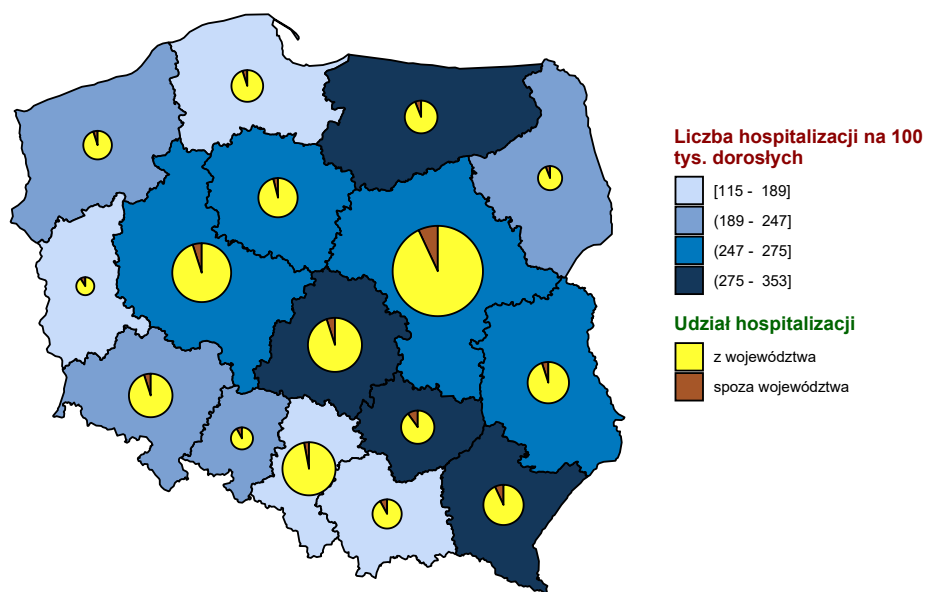 Liczba hospitalizacji na 100
tys. dorosłych
[115 - 189]
(189 - 247]
(247 - 275]
(275 - 353]
Udział hospitalizacji
z województwa
spoza województwa